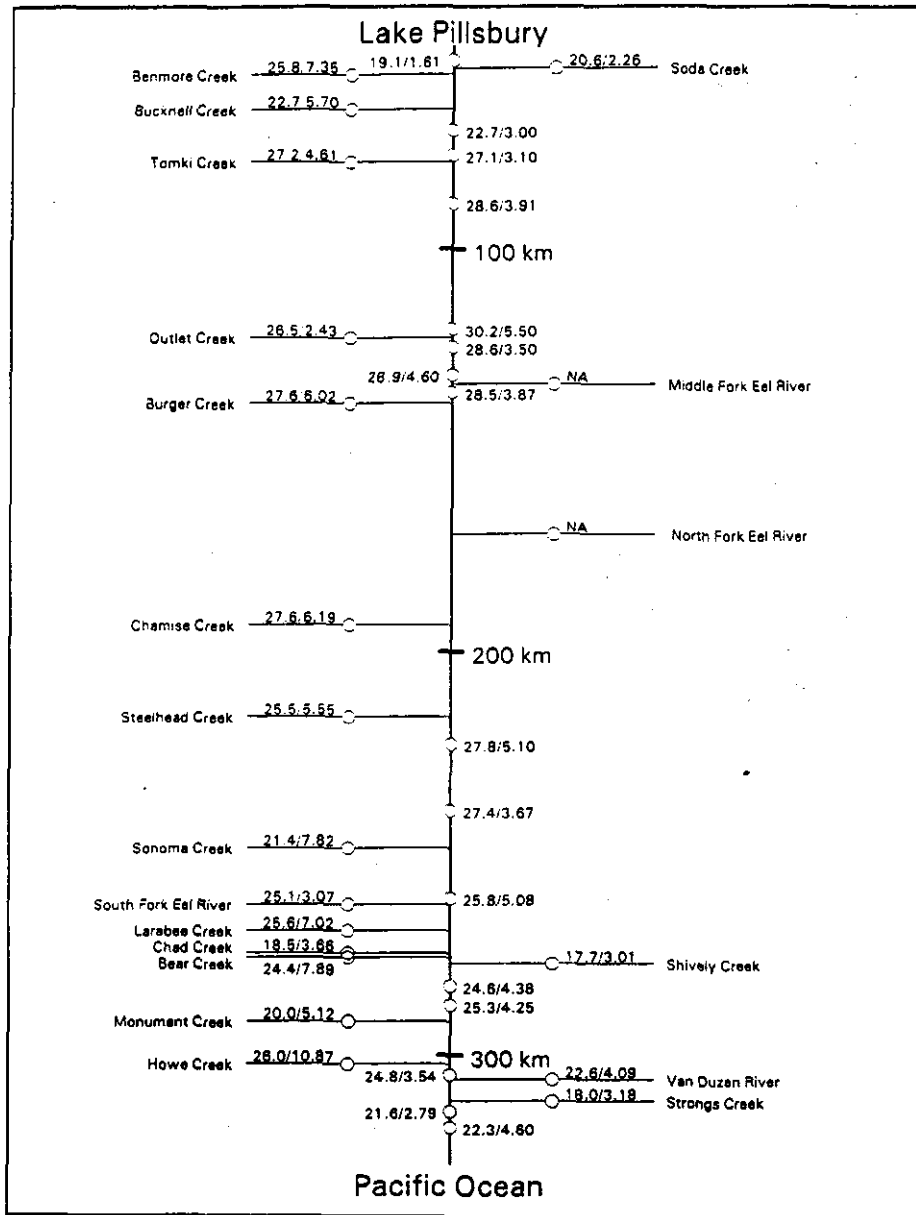 Lake Pillsbury
Benmore Creek 25.8/7.35 19.1/1.61 20.6/2.26 Soda Creek
Bucknell Creek 22.7 5.70
22.7/3.00
Tomki Creek 27.2 4.61 27.1/3.10
28.6/3.91
100 km
30.2/5.50
Outlet Creek 26.5/2.43
28.6/3.50
26.9/4.60 NA Middle Fork Eel River
28.5/3.87
Burger Creek 27.6/6.02
NA North Fork Eel River
Chamise Creek 27.6/6.19
200 km
Steelhead Creek 25.5/5.55
27.8/5.10
27.4/3.67
Sonoma Creek 21.4/7.82
South Fork Eel River 25.1/3.07 25.8/5.08
Larabee Creek 25.6/7.02
Chad Creek 18.5/3.66
Bear Creek 24.4/7.89 17.7/3.01 Shively Creek
24.6/4.38
25.3/4.25
Monument Creek 20.0/5.12
300 km
Howe Creek 26.0/10.87
24.8/3.54 22.6/4.09 Van Duzen River
18.0/3.18 Strongs Creek
21.6/2.79
22.3/4.60
Pacific Ocean